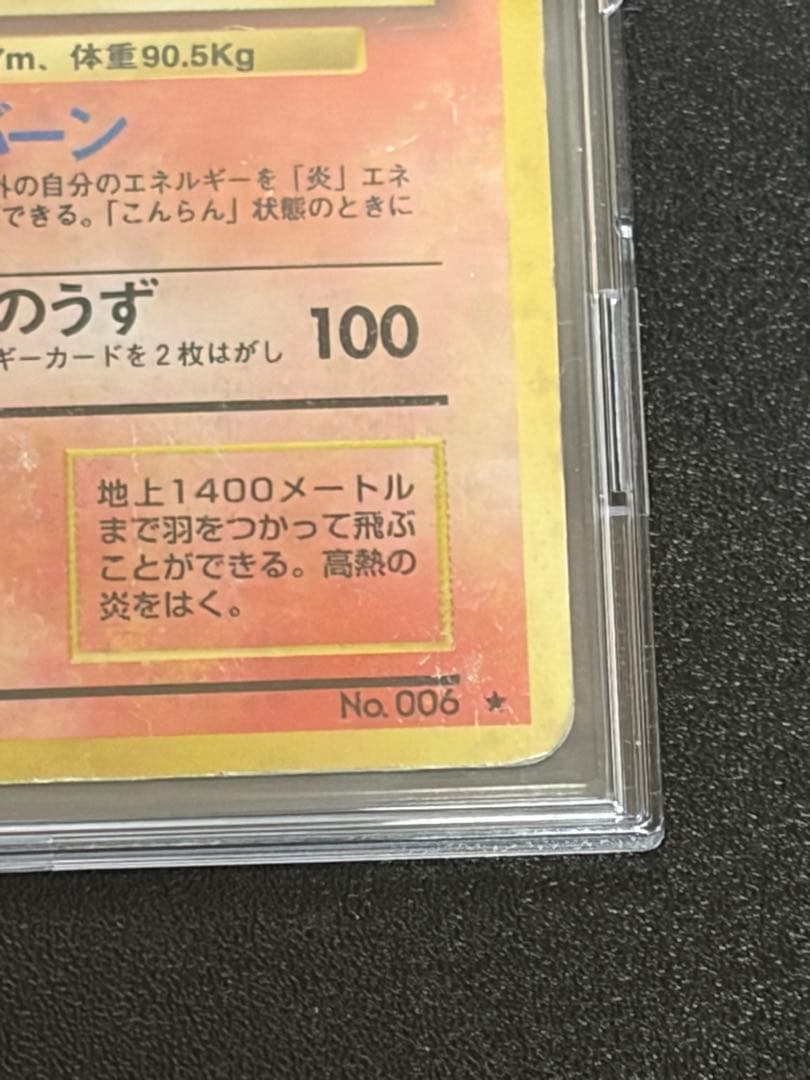 m、体重90.5Kg
バーン
外の自分のエネルギーを「炎」エネ
できる。「こんらん」状態のときに
のうず
100
ギーカードを2枚はがし
地上1400メートル
まで羽をつかって飛ぶ
ことができる。高熱の
炎をはく。
No.006 ★